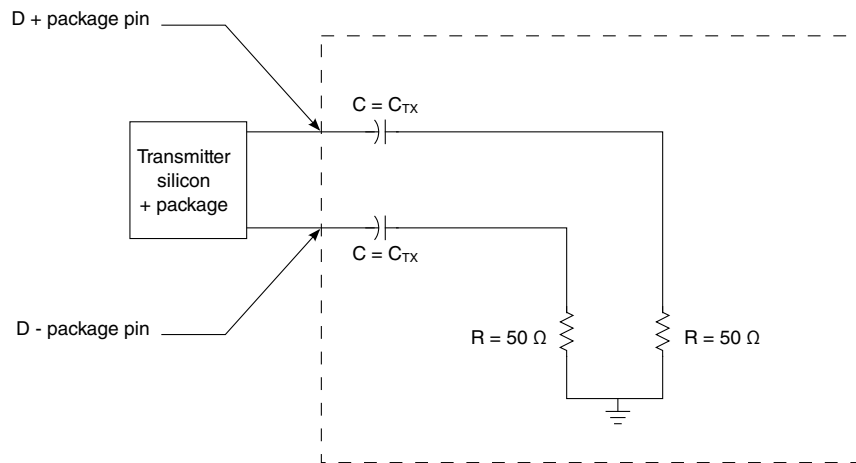 D + package pin
C = CTX
Transmitter
silicon
+ package
C = CTX
D - package pin
R = 50 Ω
R = 50 Ω